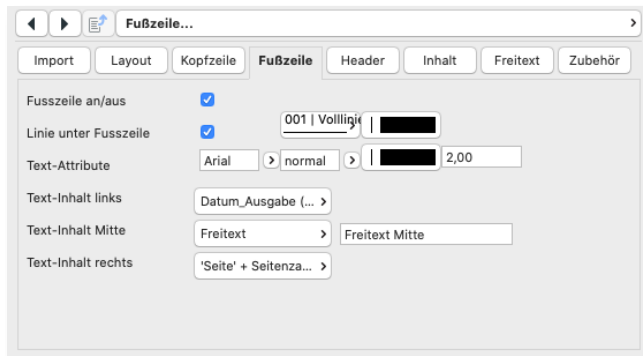 Fußzeile...
Import Layout Kopfzeile Fußzeile Header Inhalt Freitext Zubehör
Fusszeile an/aus
Linie unter Fusszeile 001 | Volllinie
Text-Attribute Arial normal 2,00
Text-Inhalt links Datum_Ausgabe (...
Text-Inhalt Mitte Freitext Freitext Mitte
Text-Inhalt rechts 'Seite' + Seitenza...